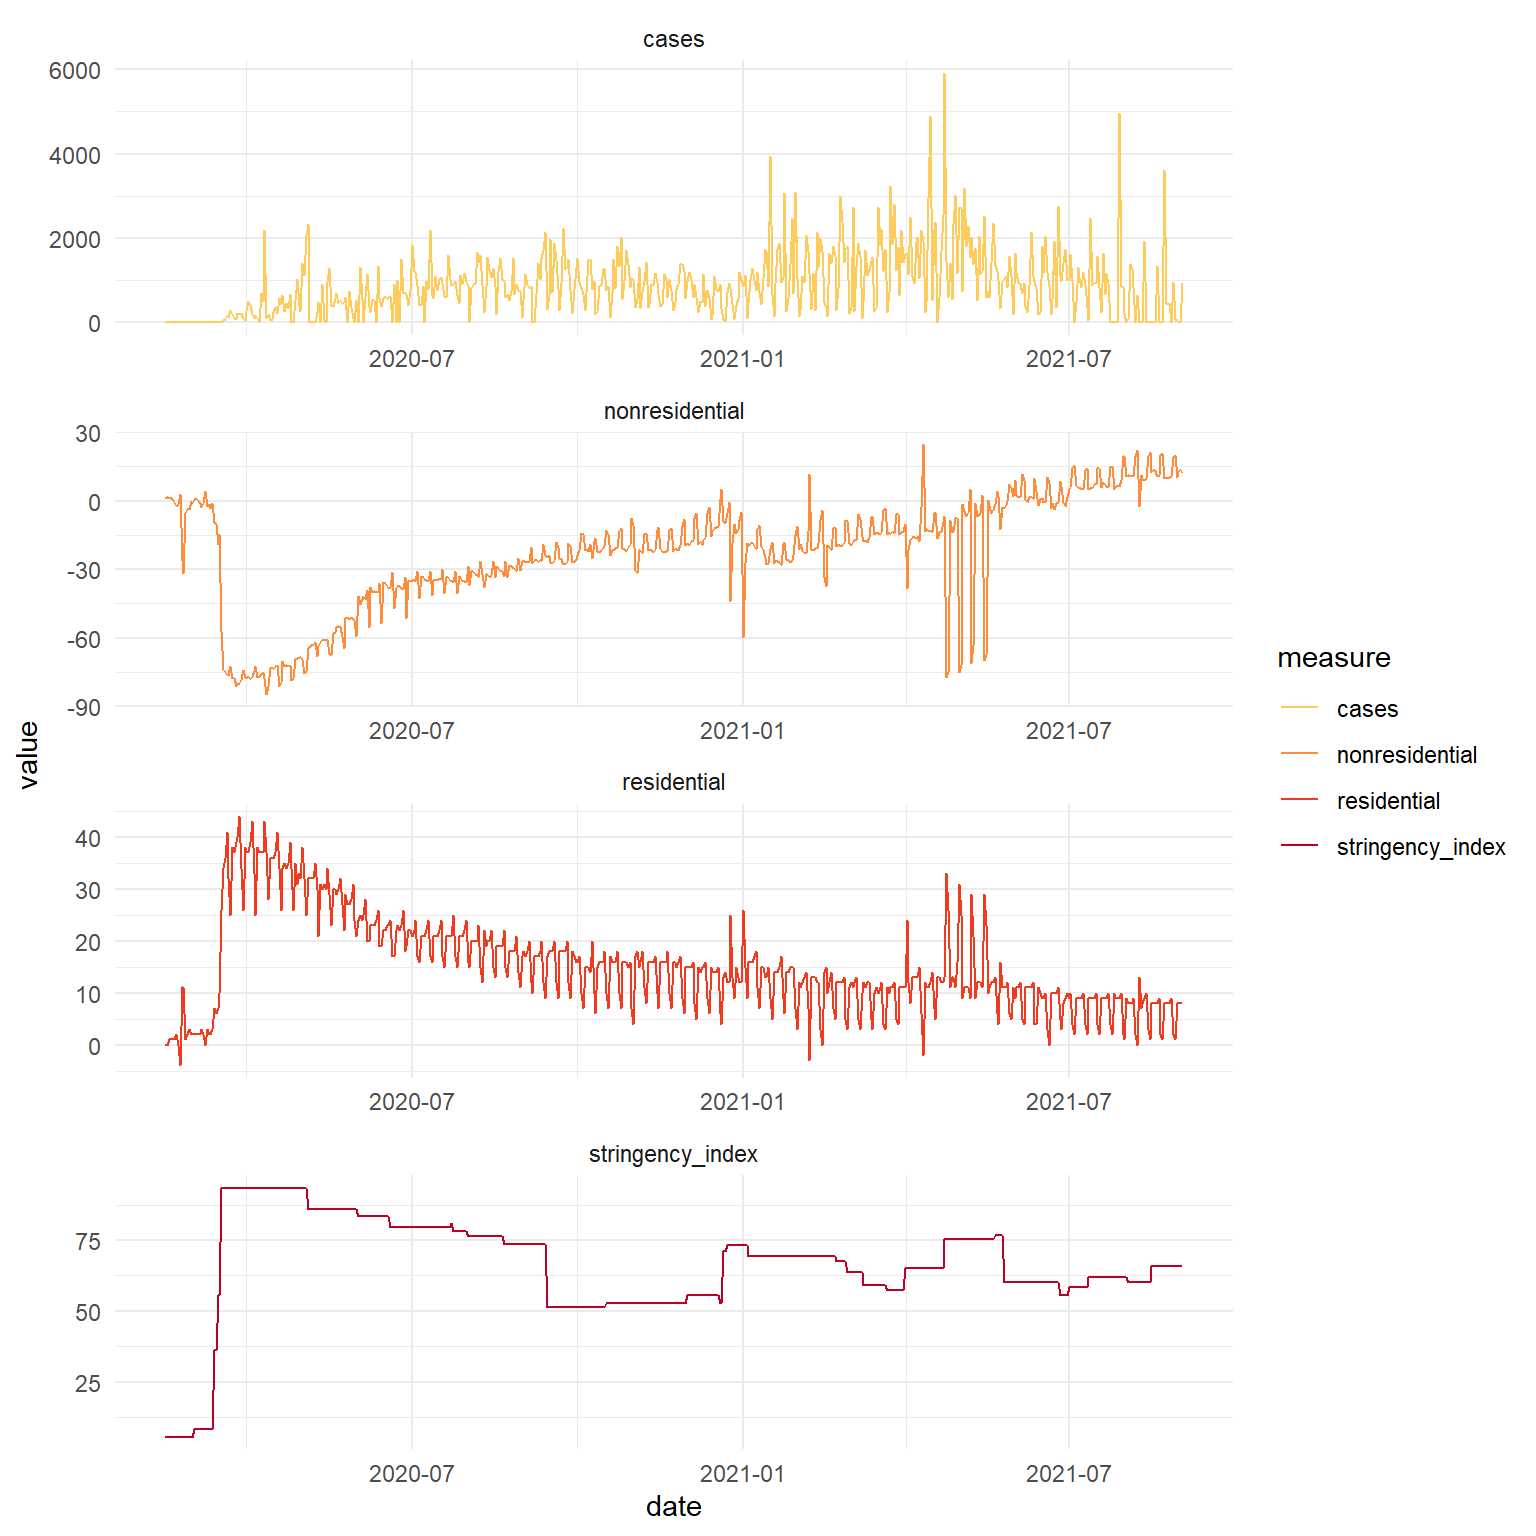 cases
6000
4000
2000
0
2020-07 2021-01 2021-07
nonresidential
30
0
-30
-60
-90
2020-07 2021-01 2021-07
residential
40
30
20
10
0
2020-07 2021-01 2021-07
stringency_index
75
50
25
2020-07 2021-01 2021-07
date
value
measure
cases
nonresidential
residential
stringency_index